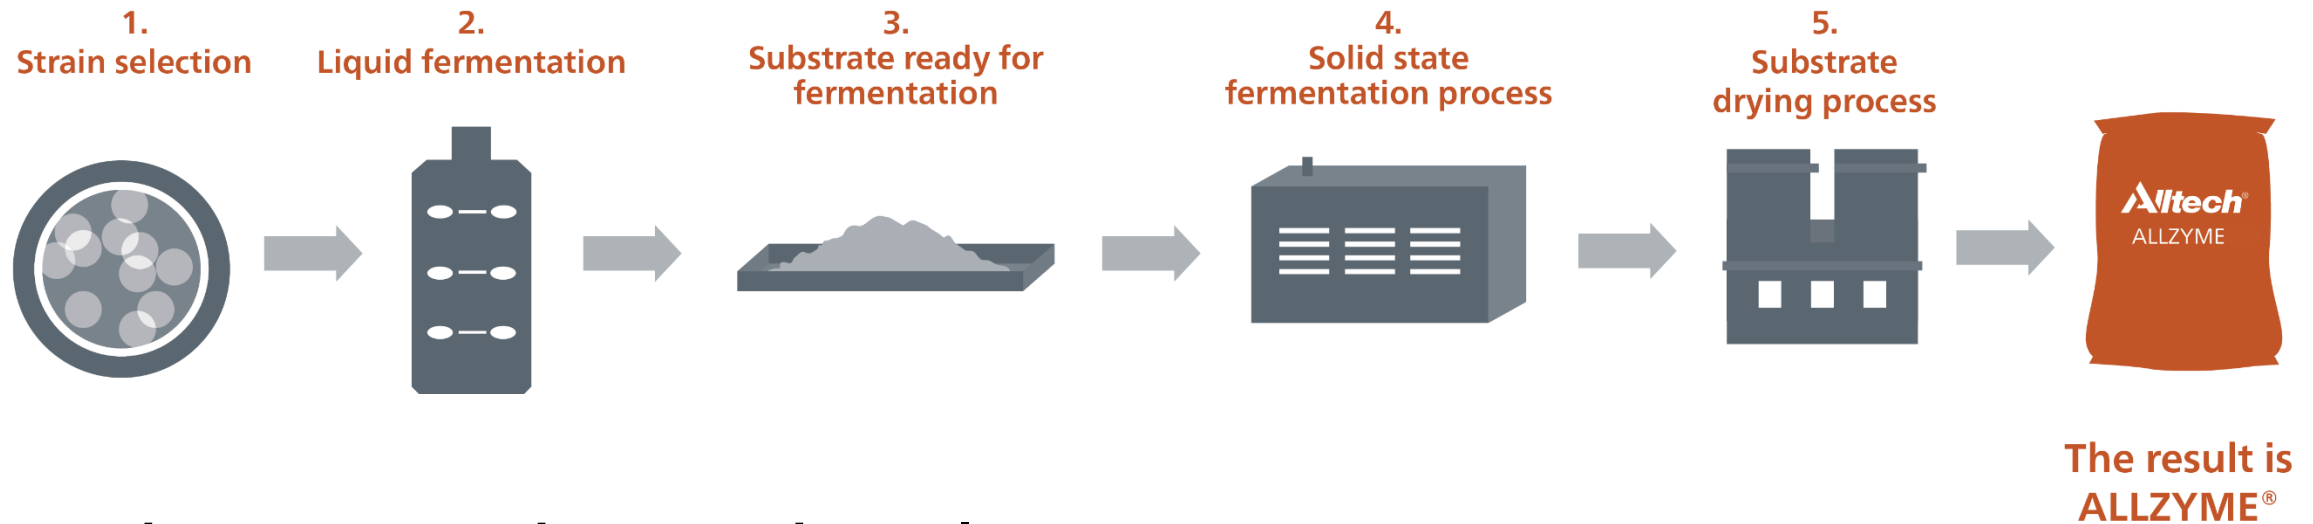 1.
Strain selection
2.
Liquid fermentation
3.
Substrate ready for
fermentation
4.
Solid state
fermentation process
5.
Substrate
drying process
Alltech®
ALLZYME
The result is
ALLZYME®